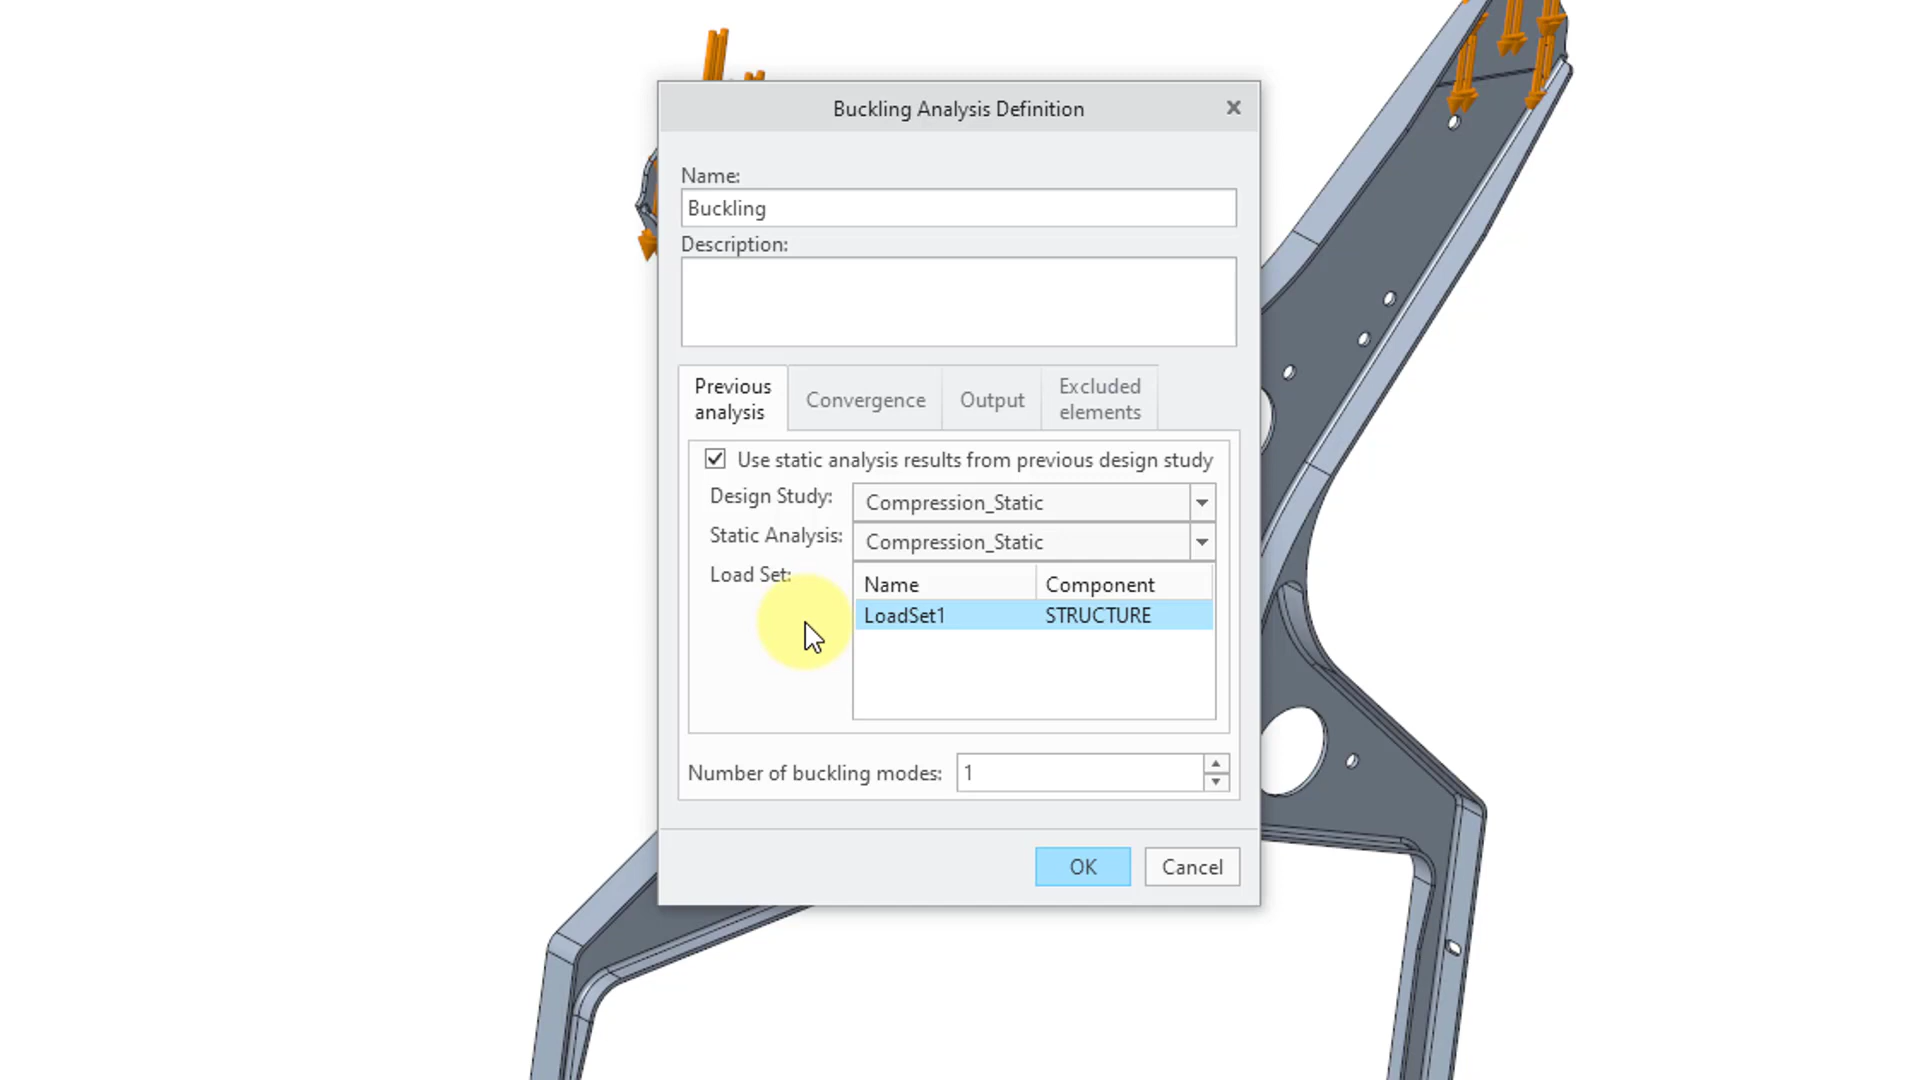 Buckling Analysis Definition
Name:
Buckling
Description:
Previous analysis
Convergence
Output
Excluded elements
Use static analysis results from previous design study
Design Study:
Compression_Static
Static Analysis:
Compression_Static
Load Set:
Name Component
LoadSet1 STRUCTURE
Number of buckling modes:
1
OK
Cancel